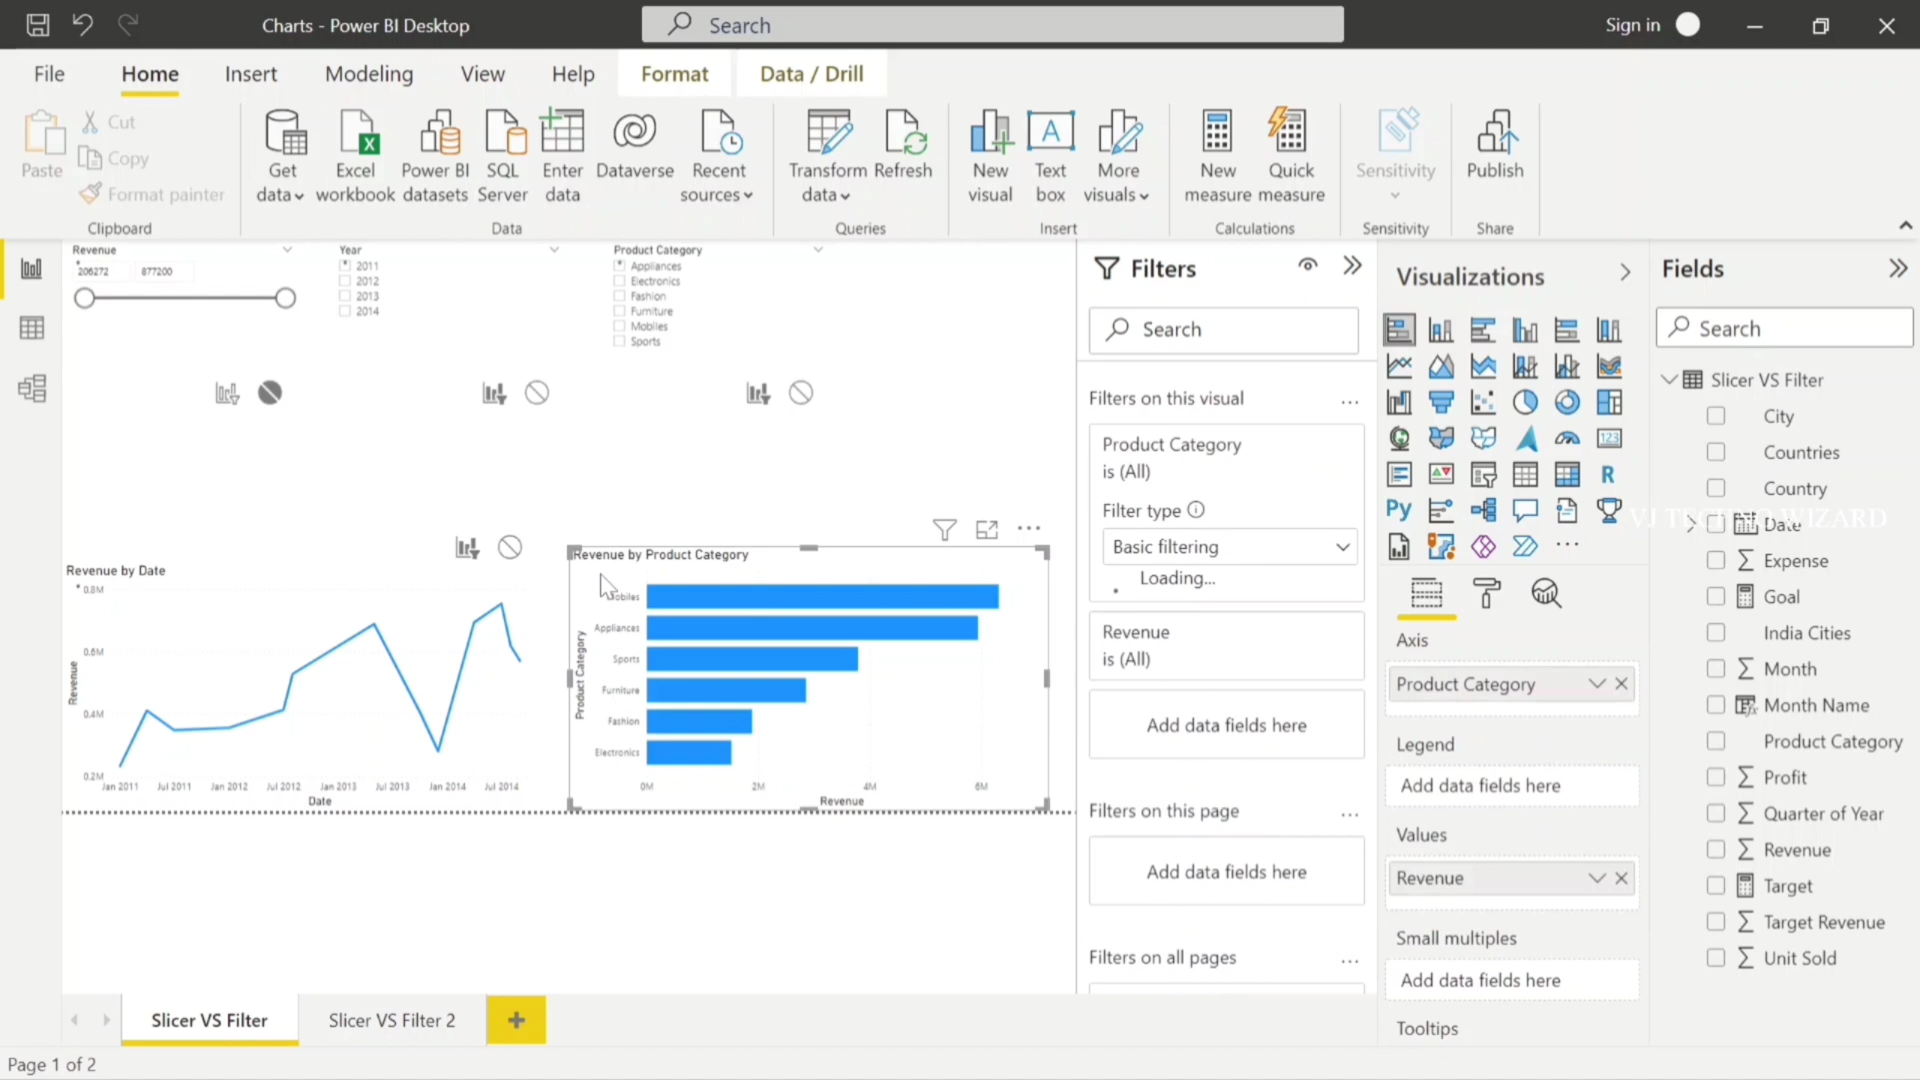 Charts - Power BI Desktop
Search
Sign in
File
Home
Insert
Modeling
View
Help
Format
Data / Drill
Paste
Cut
Copy
Format painter
Clipboard
Get data
Excel workbook
Power BI datasets
SQL Server
Enter data
Dataverse
Recent sources
Data
Transform data
Refresh
Queries
New visual
Text box
More visuals
Insert
New measure
Quick measure
Calculations
Sensitivity
Sensitivity
Publish
Share
Revenue
206272
877200
Year
2011
2012
2013
2014
Product Category
Appliances
Electronics
Fashion
Furniture
Mobiles
Sports
Revenue by Date
0.8M
0.6M
0.4M
0.2M
Revenue
Jan 2011
Jul 2011
Jan 2012
Jul 2012
Jan 2013
Jul 2013
Jan 2014
Jul 2014
Date
Revenue by Product Category
Product Category
Mobiles
Appliances
Sports
Furniture
Fashion
Electronics
0M
2M
4M
6M
Revenue
Filters
Search
Filters on this visual
Product Category
is (All)
Filter type
Basic filtering
Loading...
Revenue
is (All)
Add data fields here
Filters on this page
Add data fields here
Filters on all pages
Visualizations
123
R
Py
Axis
Product Category
Legend
Add data fields here
Values
Revenue
Small multiples
Add data fields here
Tooltips
Fields
Search
Slicer VS Filter
City
Countries
Country
Date
VJ TECHNO WIZARD
Expense
Goal
India Cities
Month
Month Name
Product Category
Profit
Quarter of Year
Revenue
Target
Target Revenue
Unit Sold
Slicer VS Filter
Slicer VS Filter 2
Page 1 of 2